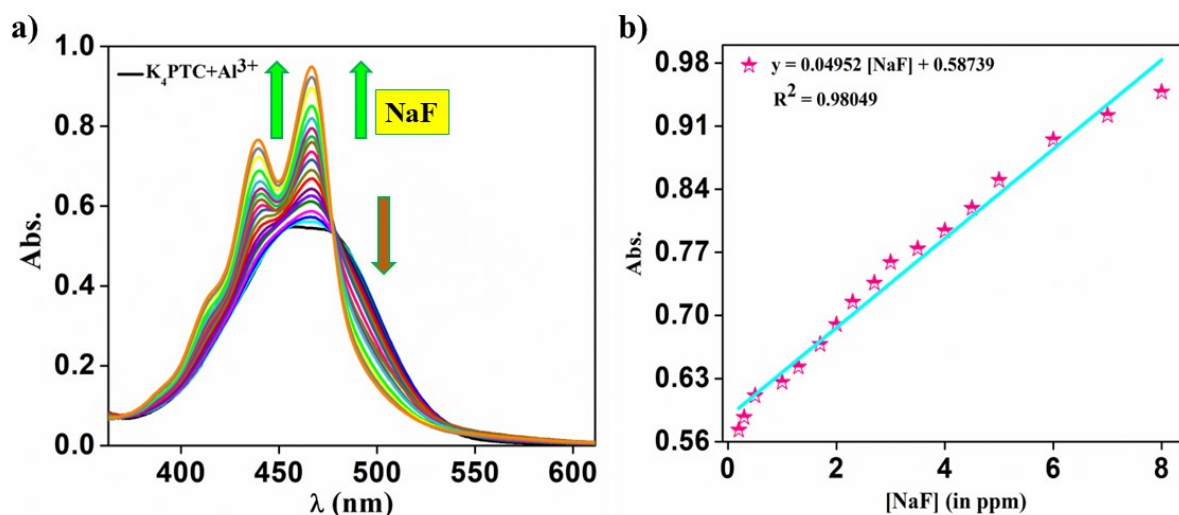 a)
K₄PTC+Al³⁺
NaF
Abs.
1.0
0.8
0.6
0.4
0.2
0.0
400
450
500
550
600
λ (nm)
b)
y = 0.04952 [NaF] + 0.58739
R² = 0.98049
Abs.
0.98
0.91
0.84
0.77
0.70
0.63
0.56
0
2
4
6
8
[NaF] (in ppm)